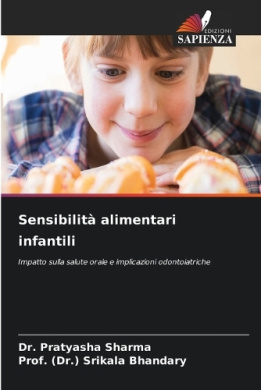 EDIZIONI
SAPIENZA
Sensibilità alimentari
infantili
Impatto sulla salute orale e implicazioni odontoiatriche
Dr. Pratyasha Sharma
Prof. (Dr.) Srikala Bhandary